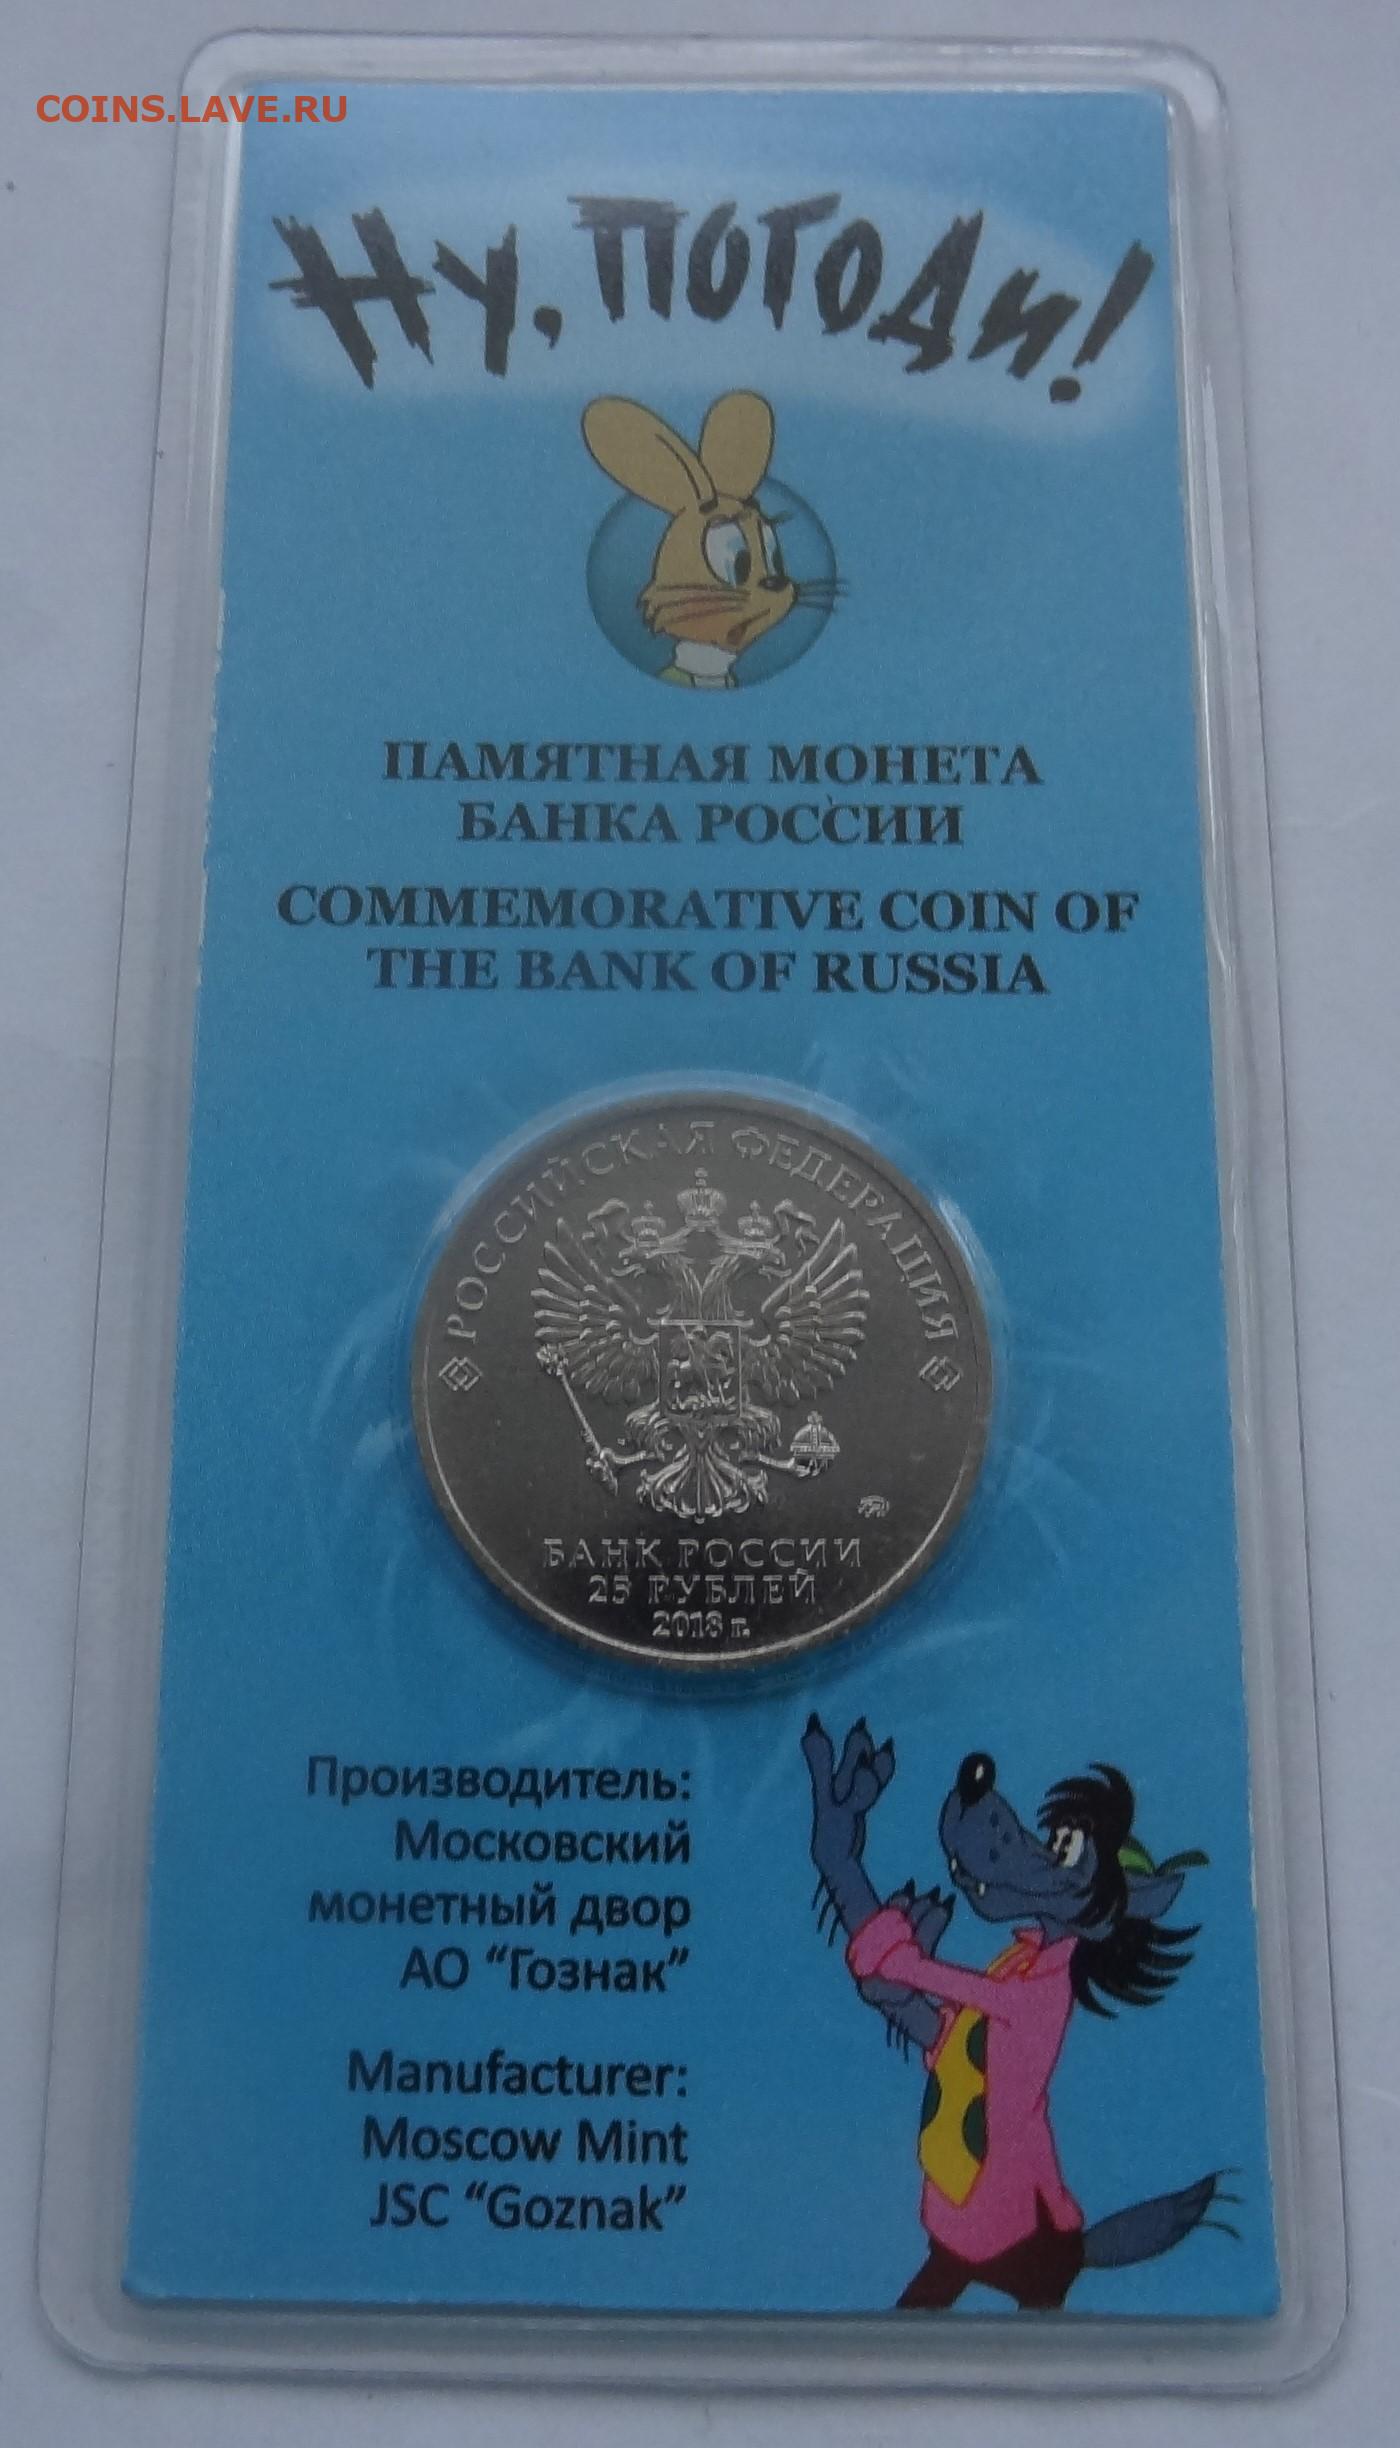 COINS.LAVE.RU
Ну, погоди!
ПАМЯТНАЯ МОНЕТА
БАНКА РОССИИ
COMMEMORATIVE COIN OF
THE BANK OF RUSSIA
РОССИЙСКАЯ ФЕДЕРАЦИЯ
БАНК РОССИИ
25 РУБЛЕЙ
2018 г.
Производитель:
Московский
монетный двор
АО “Гознак”
Manufacturer:
Moscow Mint
JSC “Goznak”